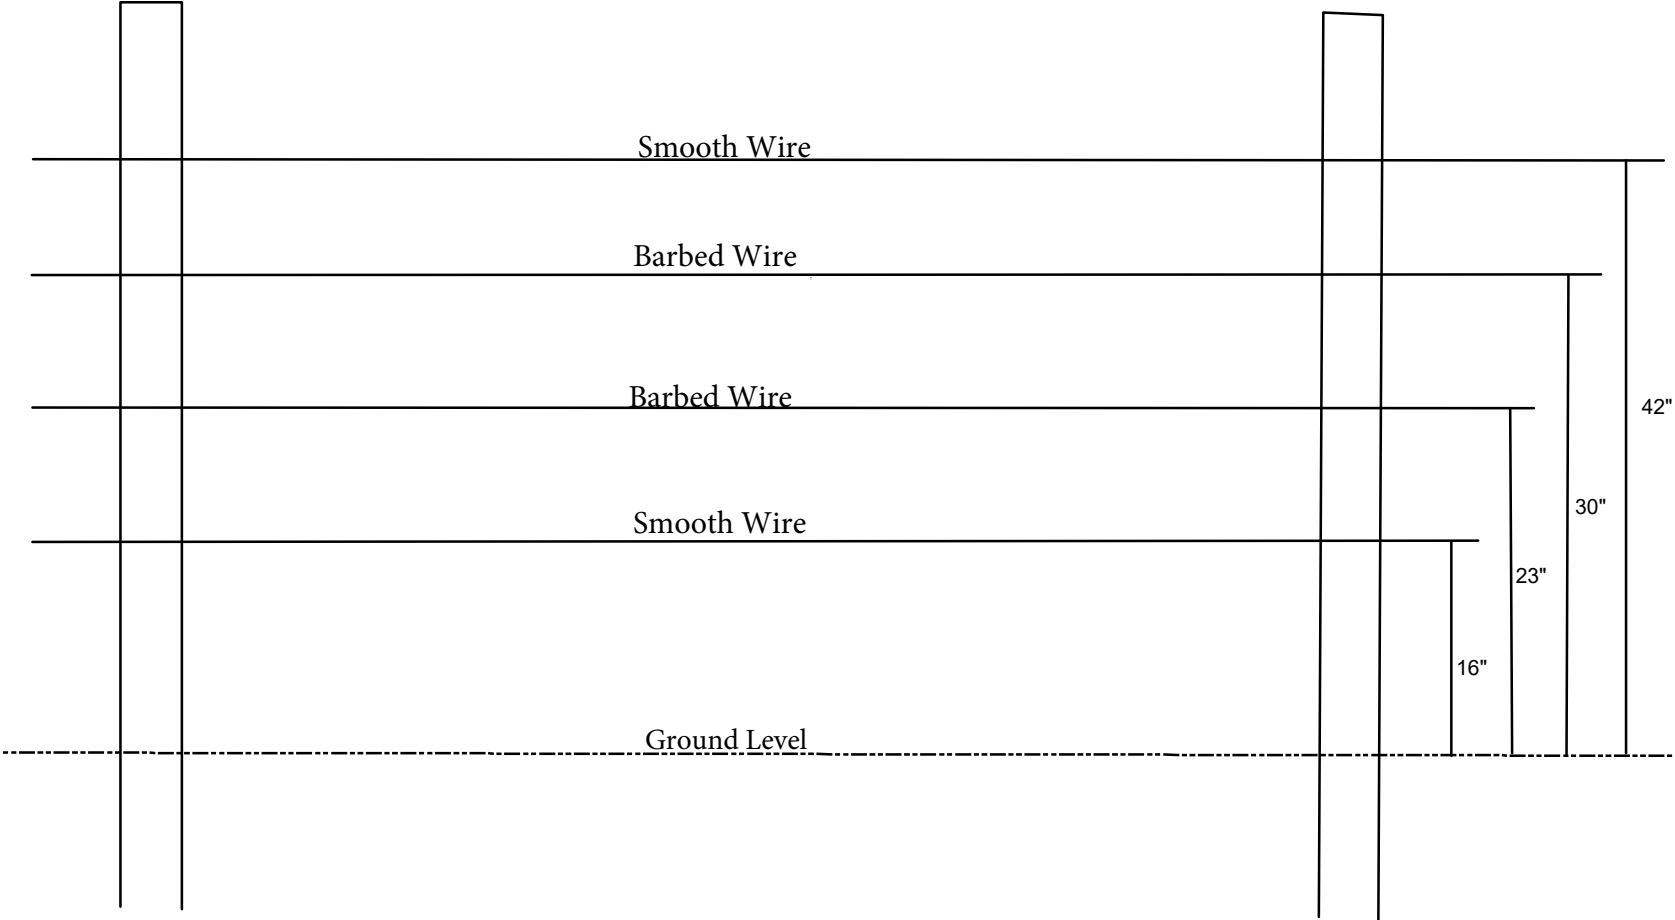 Smooth Wire
Barbed Wire
Barbed Wire
42"
30"
Smooth Wire
23"
16"
Ground Level